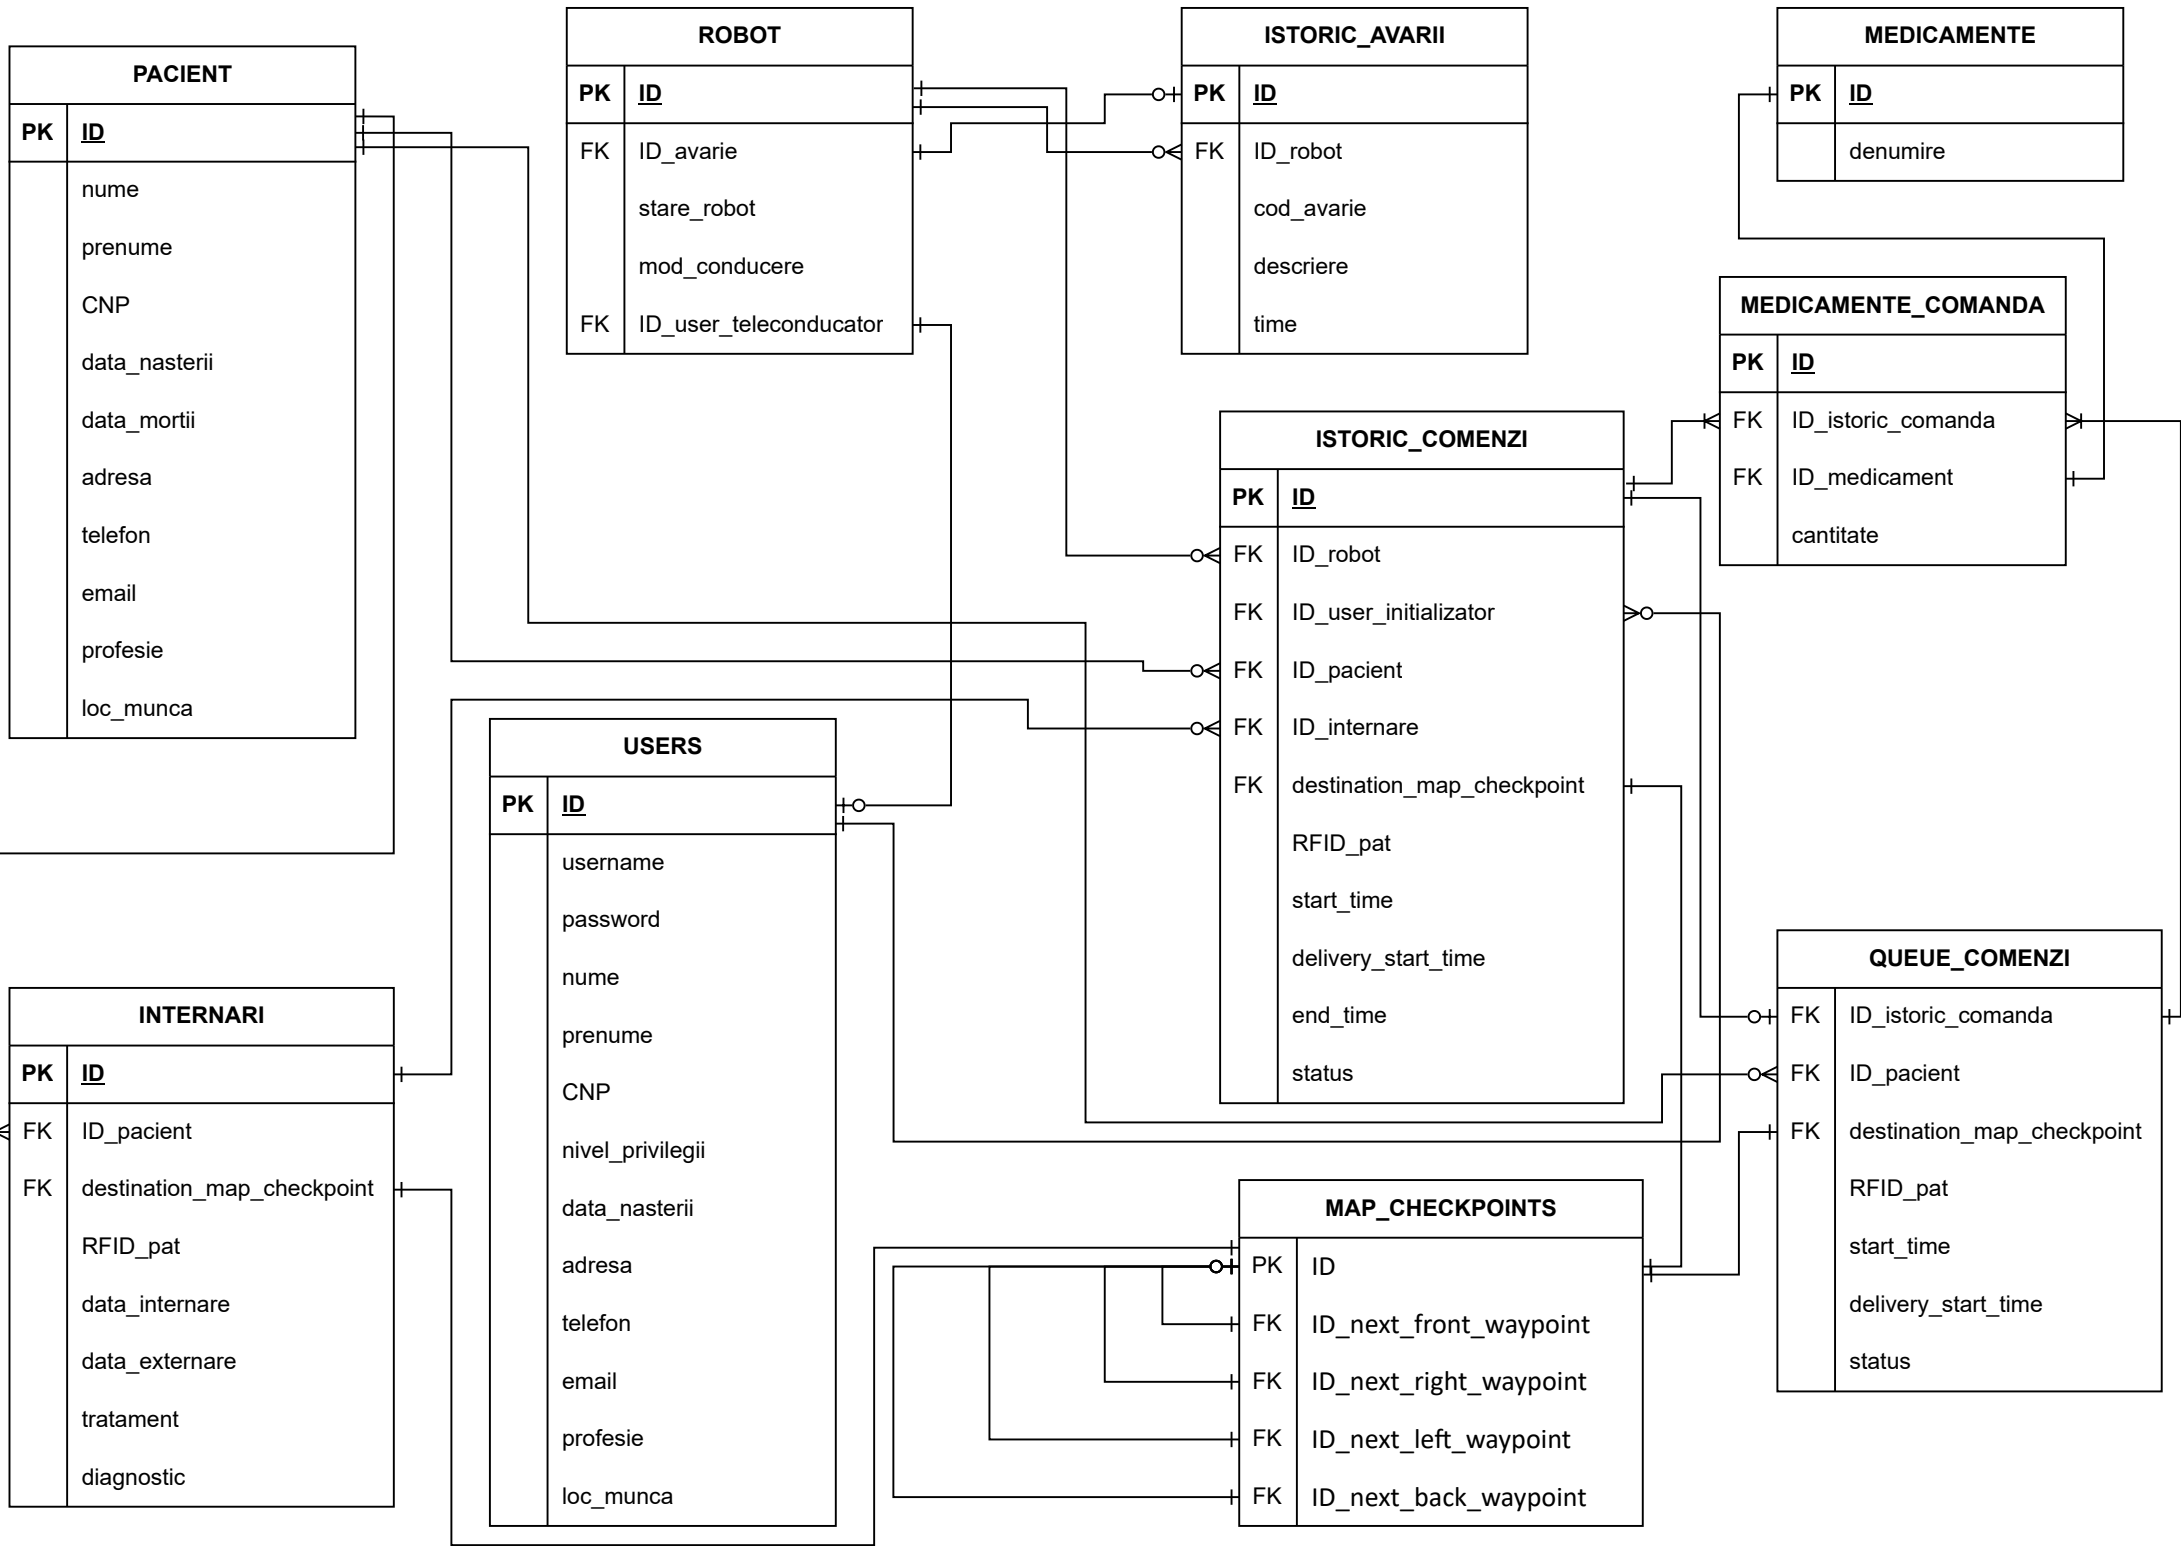 PACIENT
PK ID
nume
prenume
CNP
data_nasterii
data_mortii
adresa
telefon
email
profesie
loc_munca
ROBOT
PK ID
FK ID_avarie
stare_robot
mod_conducere
FK ID_user_teleconducator
ISTORIC_AVARII
PK ID
FK ID_robot
cod_avarie
descriere
time
MEDICAMENTE
PK ID
denumire
MEDICAMENTE_COMANDA
PK ID
FK ID_istoric_comanda
FK ID_medicament
cantitate
ISTORIC_COMENZI
PK ID
FK ID_robot
FK ID_user_initializator
FK ID_pacient
FK ID_internare
FK destination_map_checkpoint
RFID_pat
start_time
delivery_start_time
end_time
status
USERS
PK ID
username
password
nume
prenume
CNP
nivel_privilegii
data_nasterii
adresa
telefon
email
profesie
loc_munca
INTERNARI
PK ID
FK ID_pacient
FK destination_map_checkpoint
RFID_pat
data_internare
data_externare
tratament
diagnostic
QUEUE_COMENZI
FK ID_istoric_comanda
FK ID_pacient
FK destination_map_checkpoint
RFID_pat
start_time
delivery_start_time
status
MAP_CHECKPOINTS
PK ID
FK ID_next_front_waypoint
FK ID_next_right_waypoint
FK ID_next_left_waypoint
FK ID_next_back_waypoint